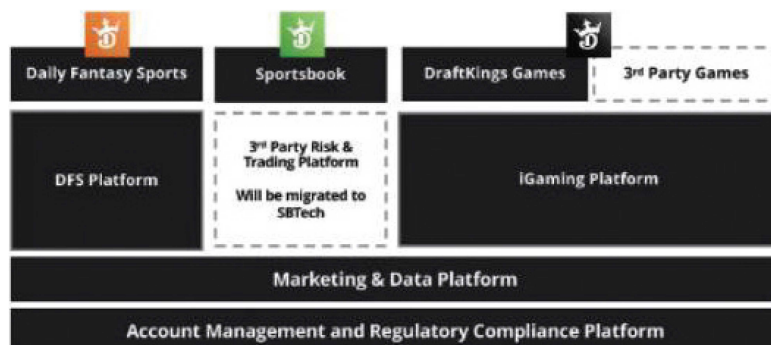 Daily Fantasy Sports
Sportsbook
DraftKings Games
3rd Party Games
DFS Platform
3rd Party Risk &
Trading Platform
Will be migrated to
SBTech
iGaming Platform
Marketing & Data Platform
Account Management and Regulatory Compliance Platform